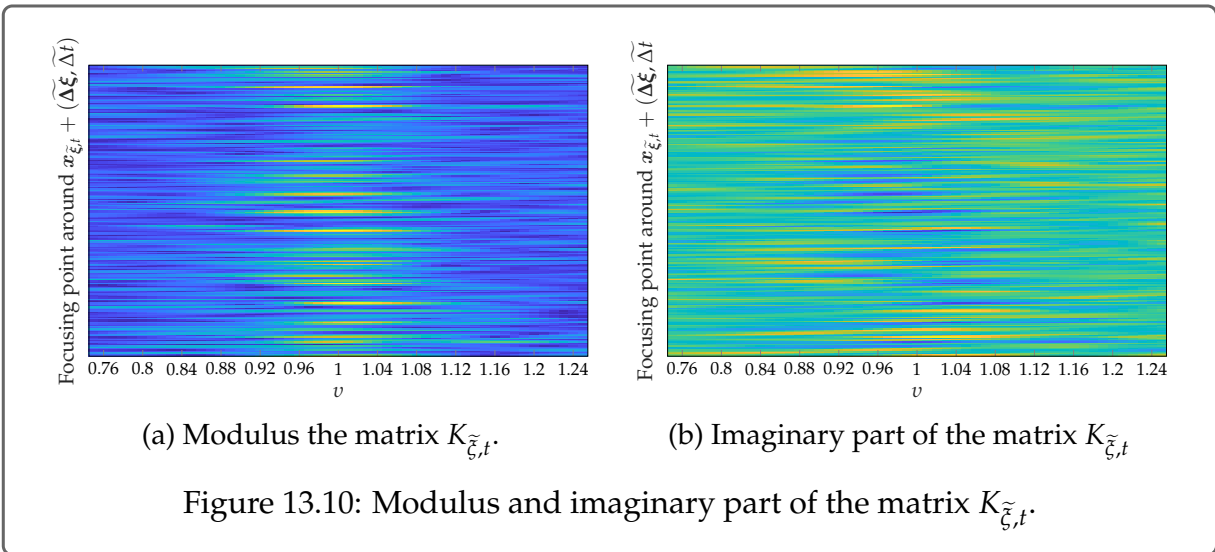 Focusing point around x_{ξ̃,t} + (Δ̃ξ, Δ̃t)
0.76 0.8 0.84 0.88 0.92 0.96 1 1.04 1.08 1.12 1.16 1.2 1.24
v
(a) Modulus the matrix K_{ξ̃,t}.
Focusing point around x_{ξ̃,t} + (Δ̃ξ, Δ̃t
0.76 0.8 0.84 0.88 0.92 0.96 1 1.04 1.08 1.12 1.16 1.2 1.24
v
(b) Imaginary part of the matrix K_{ξ̃,t}
Figure 13.10: Modulus and imaginary part of the matrix K_{ξ̃,t}.